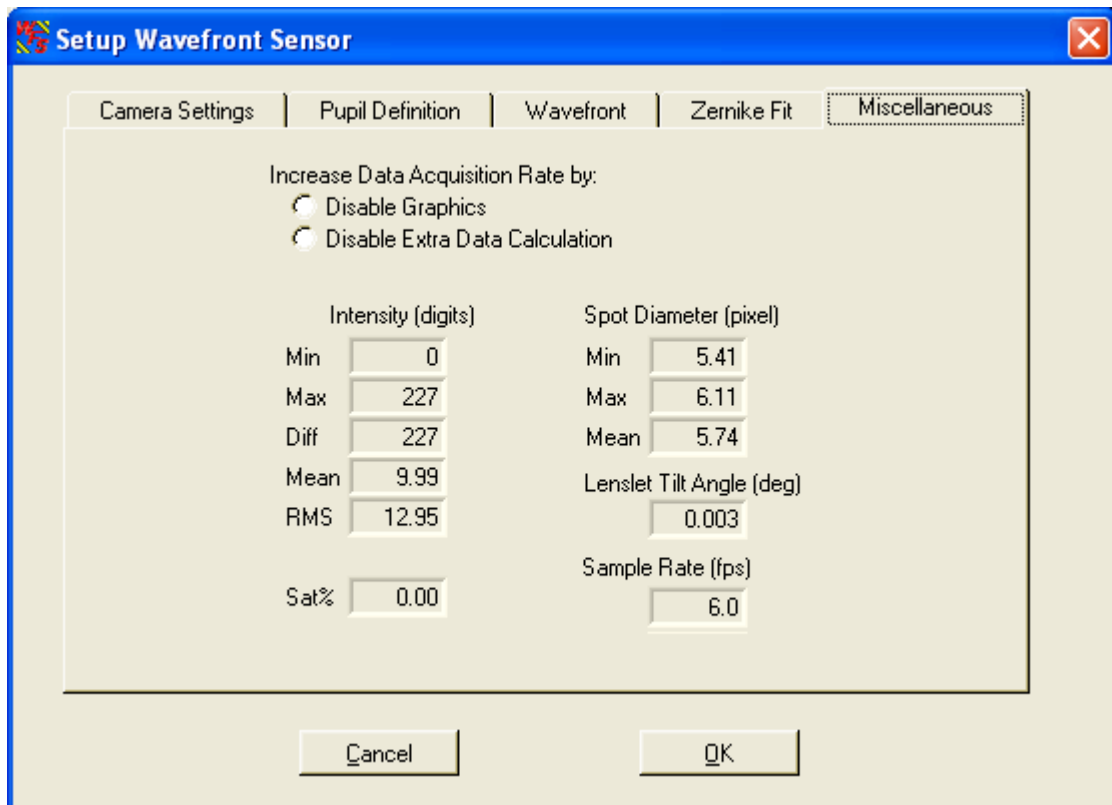 Setup Wavefront Sensor
Camera Settings
Pupil Definition
Wavefront
Zernike Fit
Miscellaneous
Increase Data Acquisition Rate by:
Disable Graphics
Disable Extra Data Calculation
Intensity (digits)
Min 0
Max 227
Diff 227
Mean 9.99
RMS 12.95
Sat% 0.00
Spot Diameter (pixel)
Min 5.41
Max 6.11
Mean 5.74
Lenslet Tilt Angle (deg)
0.003
Sample Rate (fps)
6.0
Cancel
OK